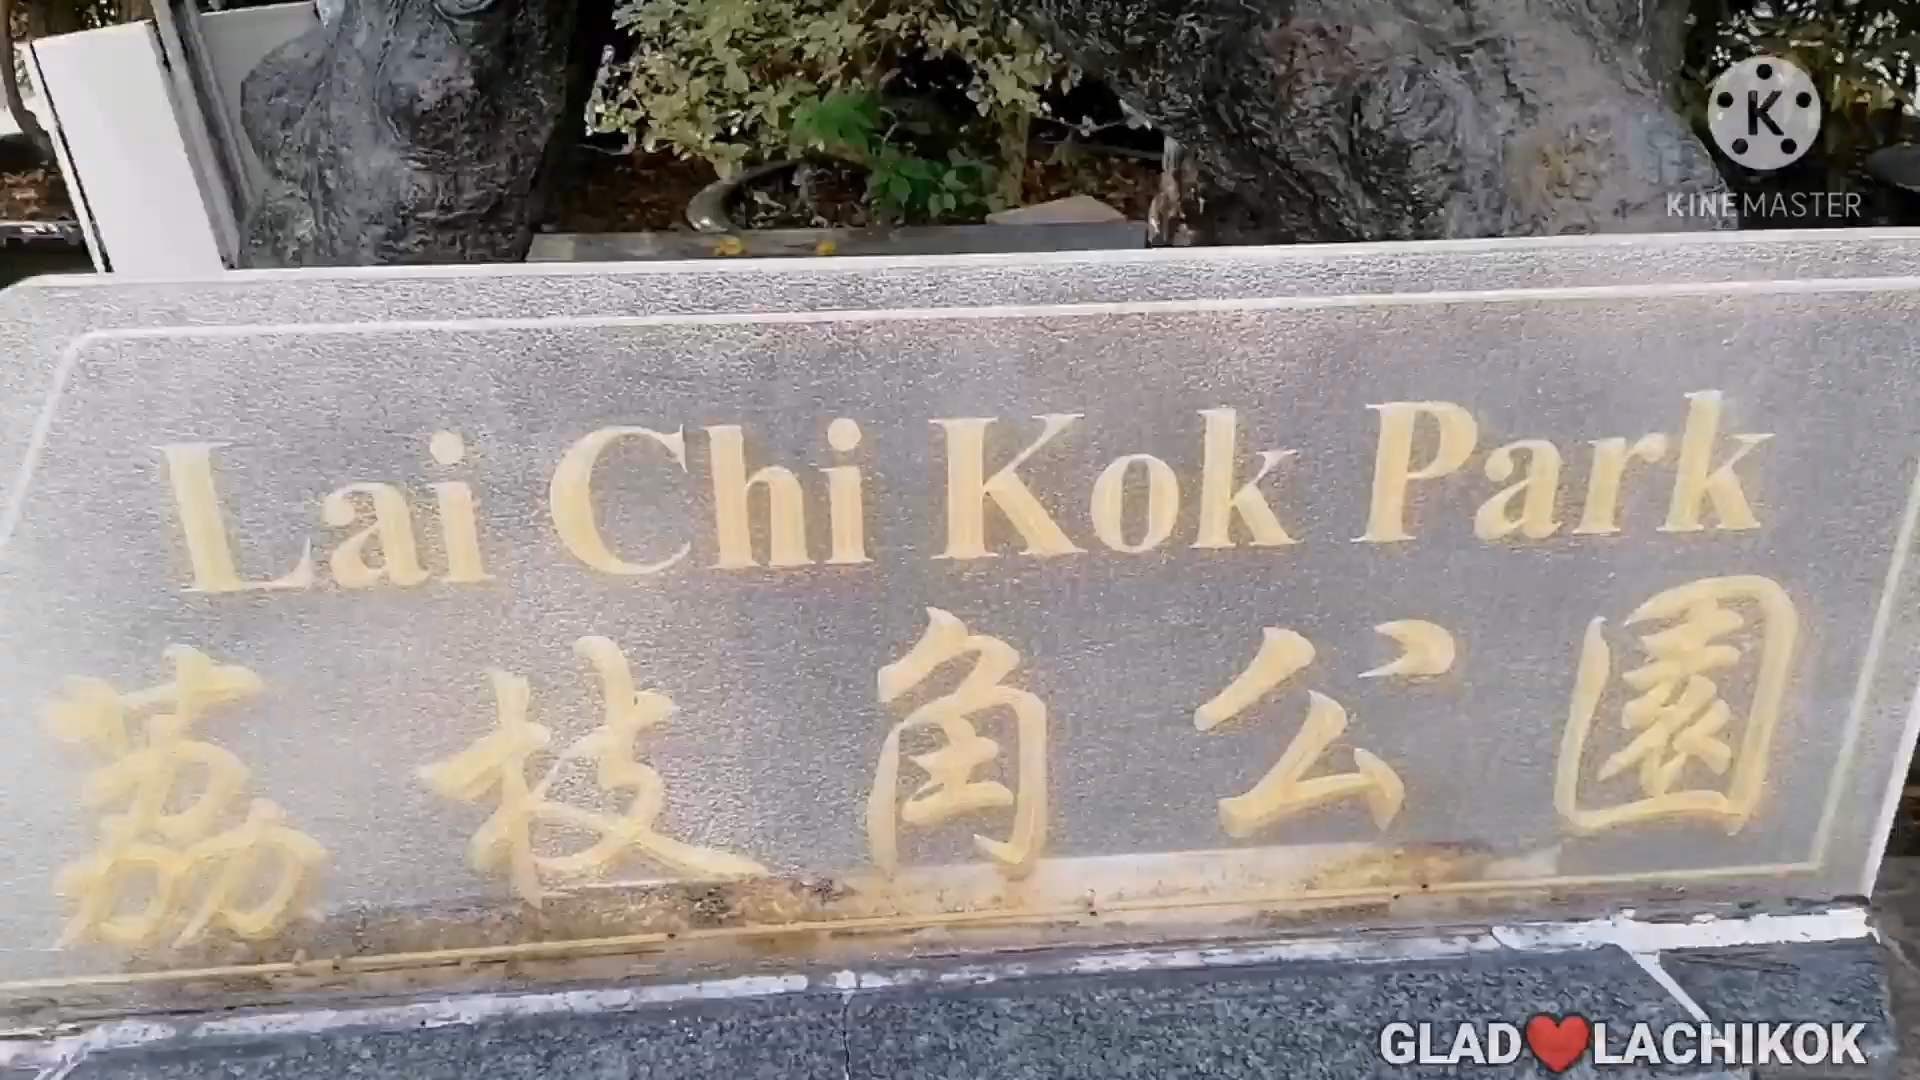 K
KINEMASTER
Lai Chi Kok Park
荔枝角公園
GLAD❤️LACHIKOK